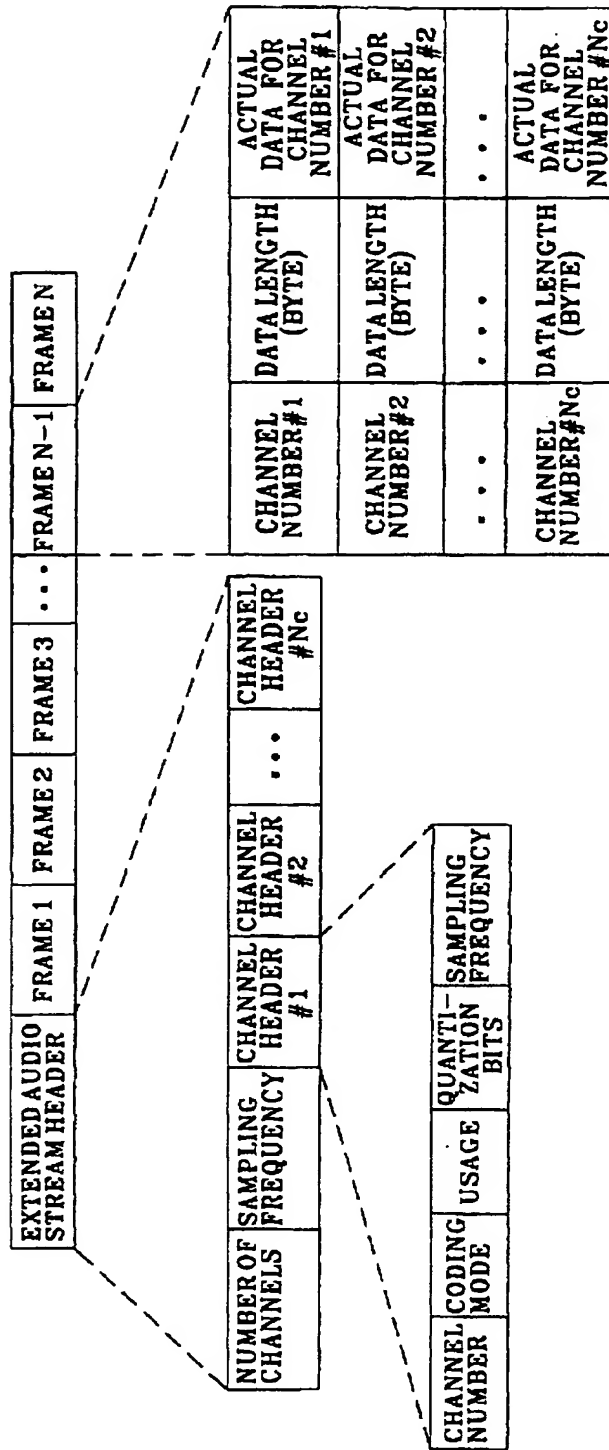 EXTENDED AUDIO
STREAM HEADER
FRAME 1
FRAME 2
FRAME 3
...
FRAME N-1
FRAME N
NUMBER OF
CHANNELS
SAMPLING
FREQUENCY
CHANNEL
HEADER
#1
CHANNEL
HEADER
#2
...
CHANNEL
HEADER
#Nc
CHANNEL
NUMBER
CODING
MODE
USAGE
QUANTI-
ZATION
BITS
SAMPLING
FREQUENCY
CHANNEL
NUMBER#1
DATA LENGTH
(BYTE)
ACTUAL
DATA FOR
CHANNEL
NUMBER #1
CHANNEL
NUMBER#2
DATA LENGTH
(BYTE)
ACTUAL
DATA FOR
CHANNEL
NUMBER #2
...
...
...
CHANNEL
NUMBER#Nc
DATA LENGTH
(BYTE)
ACTUAL
DATA FOR
CHANNEL
NUMBER #Nc